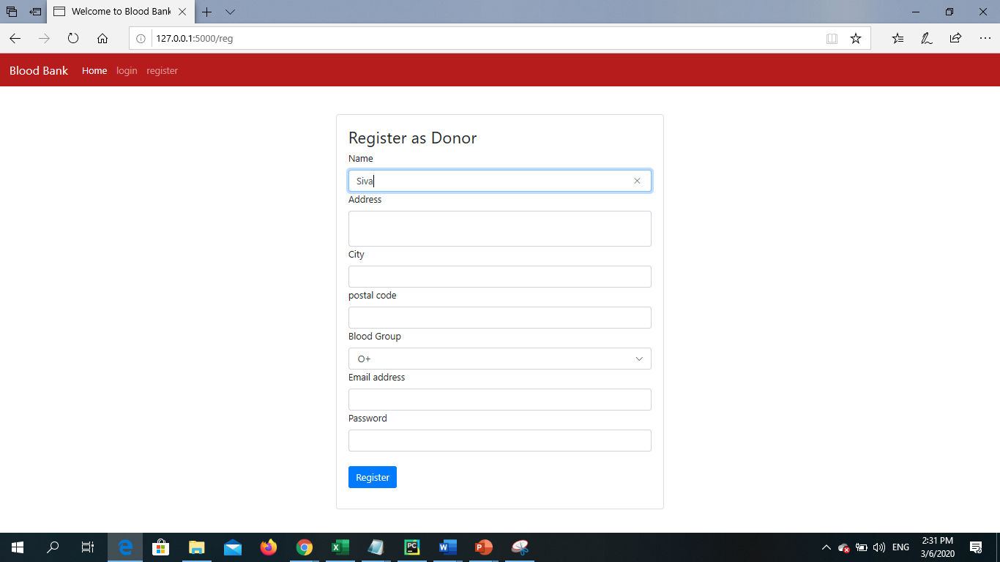 Welcome to Blood Bank
127.0.0.1:5000/reg
Blood Bank Home login register
Register as Donor
Name
Siva
Address
City
postal code
Blood Group
O+
Email address
Password
Register
ENG
2:31 PM
3/6/2020